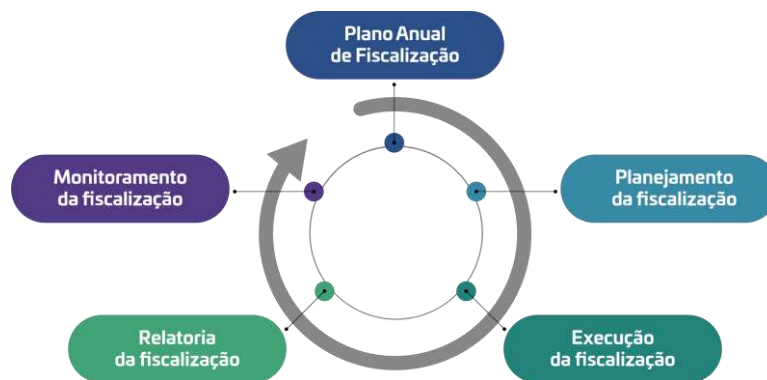 Plano Anual
de Fiscalização
Monitoramento
da fiscalização
Planejamento
da fiscalização
Relatoria
da fiscalização
Execução
da fiscalização